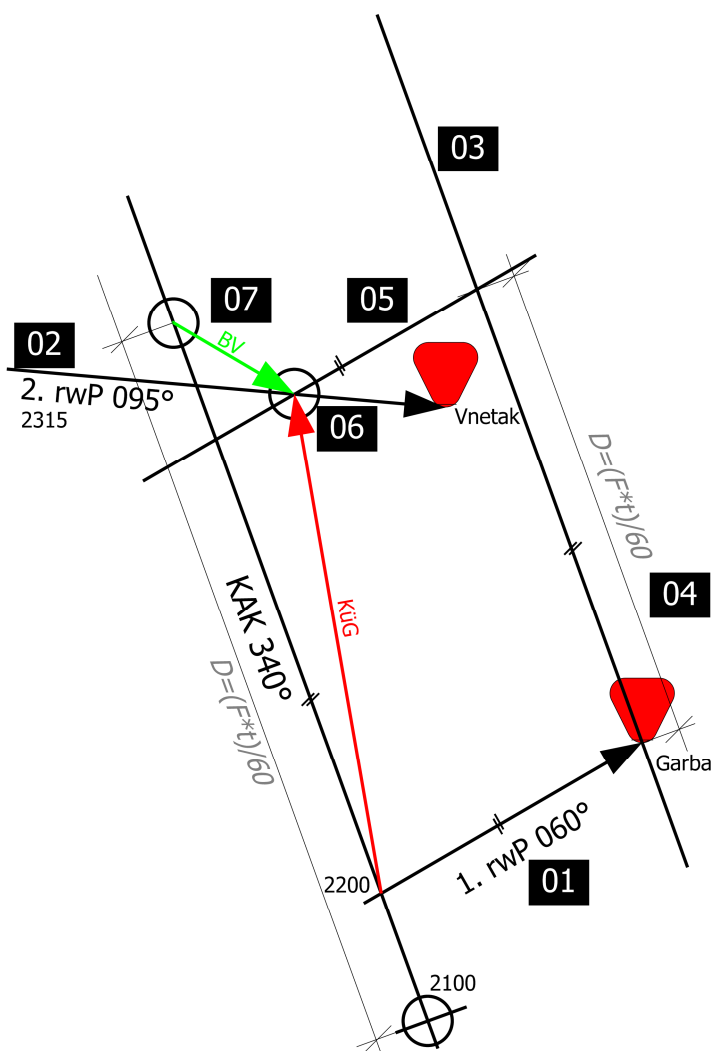 03
07
05
BV
02
2. rwP 095°
2315
06
Vnetak
D=(F*t)/60
04
KAK 340°
KüG
D=(F*t)/60
Garba
1. rwP 060°
01
2200
2100